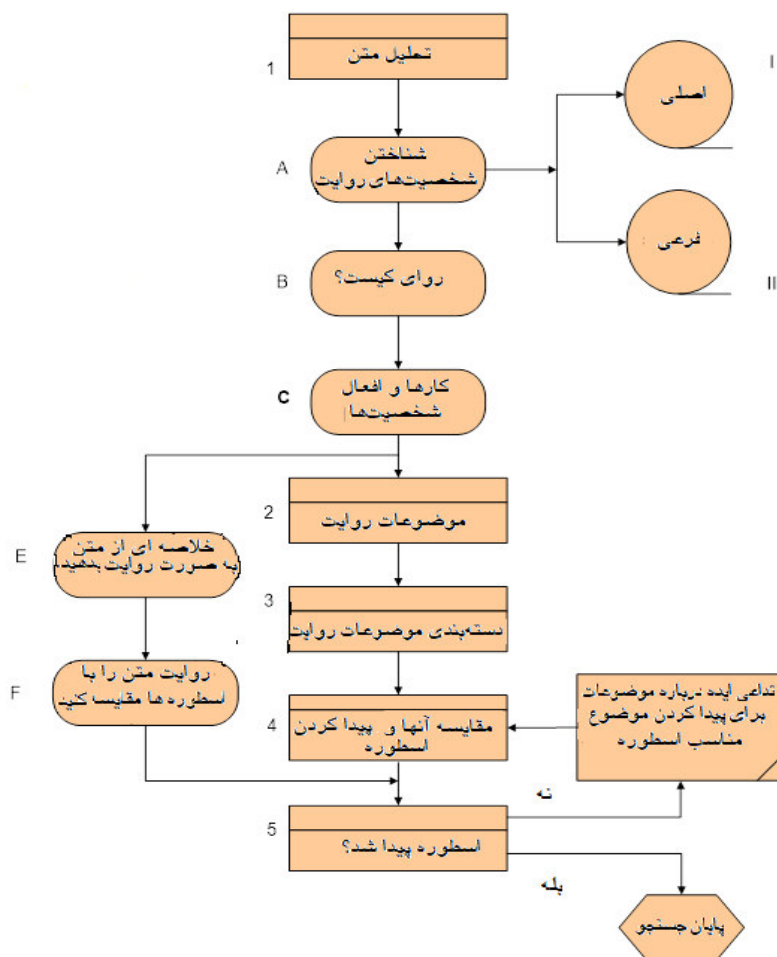 1
تحلیل متن
I
اصلی
A
شناختن
شخصیت‌های روایت
II
فرعی
B
روای کیست؟
C
کارها و افعال
شخصیت‌ها
2
موضوعات روایت
E
خلاصه ای از متن
به صورت روایت بدهید
3
دسته‌بندی موضوعات روایت
F
روایت متن را با
اسطوره ها مقایسه کنید
4
مقایسه آنها و پیدا کردن
اسطوره
تداعی ایده درباره موضوعات
برای پیدا کردن موضوع
مناسب اسطوره
نه
5
اسطوره پیدا شد؟
بله
پایان جستجو